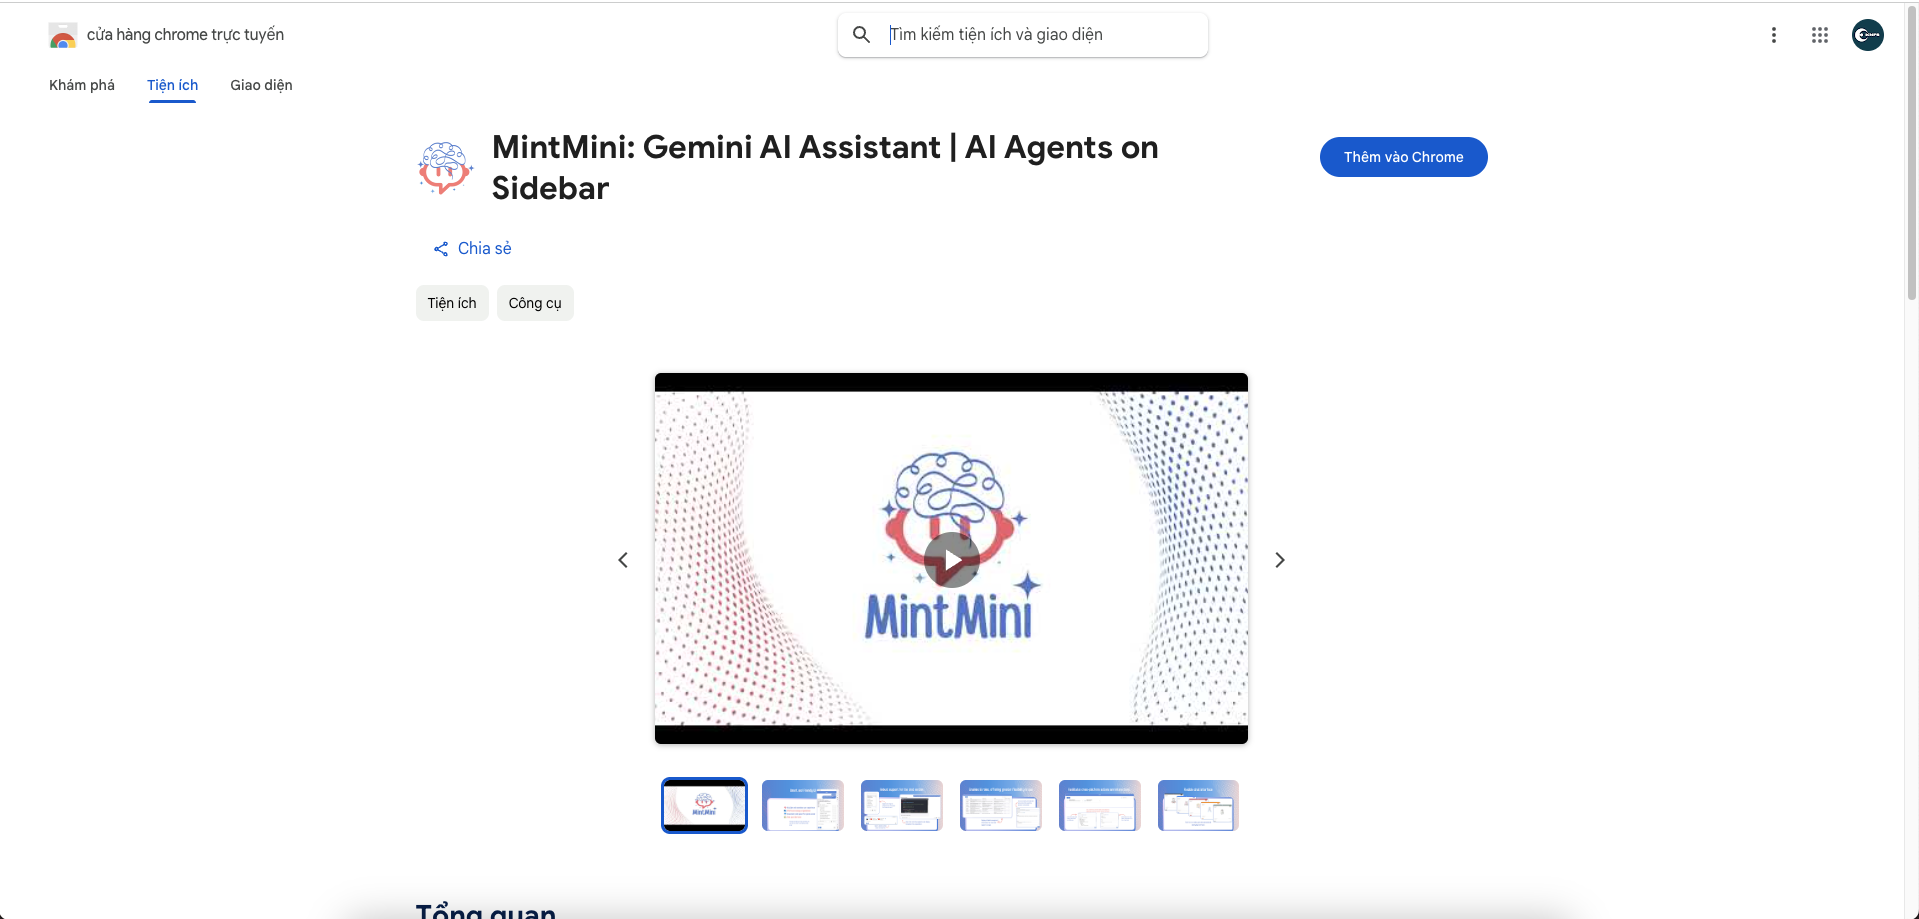 cửa hàng chrome trực tuyến
Tìm kiếm tiện ích và giao diện
Khám phá
Tiện ích
Giao diện
MintMini: Gemini AI Assistant | AI Agents on
Sidebar
Thêm vào Chrome
Chia sẻ
Tiện ích
Công cụ
MintMini
MintMini
Tổng quan